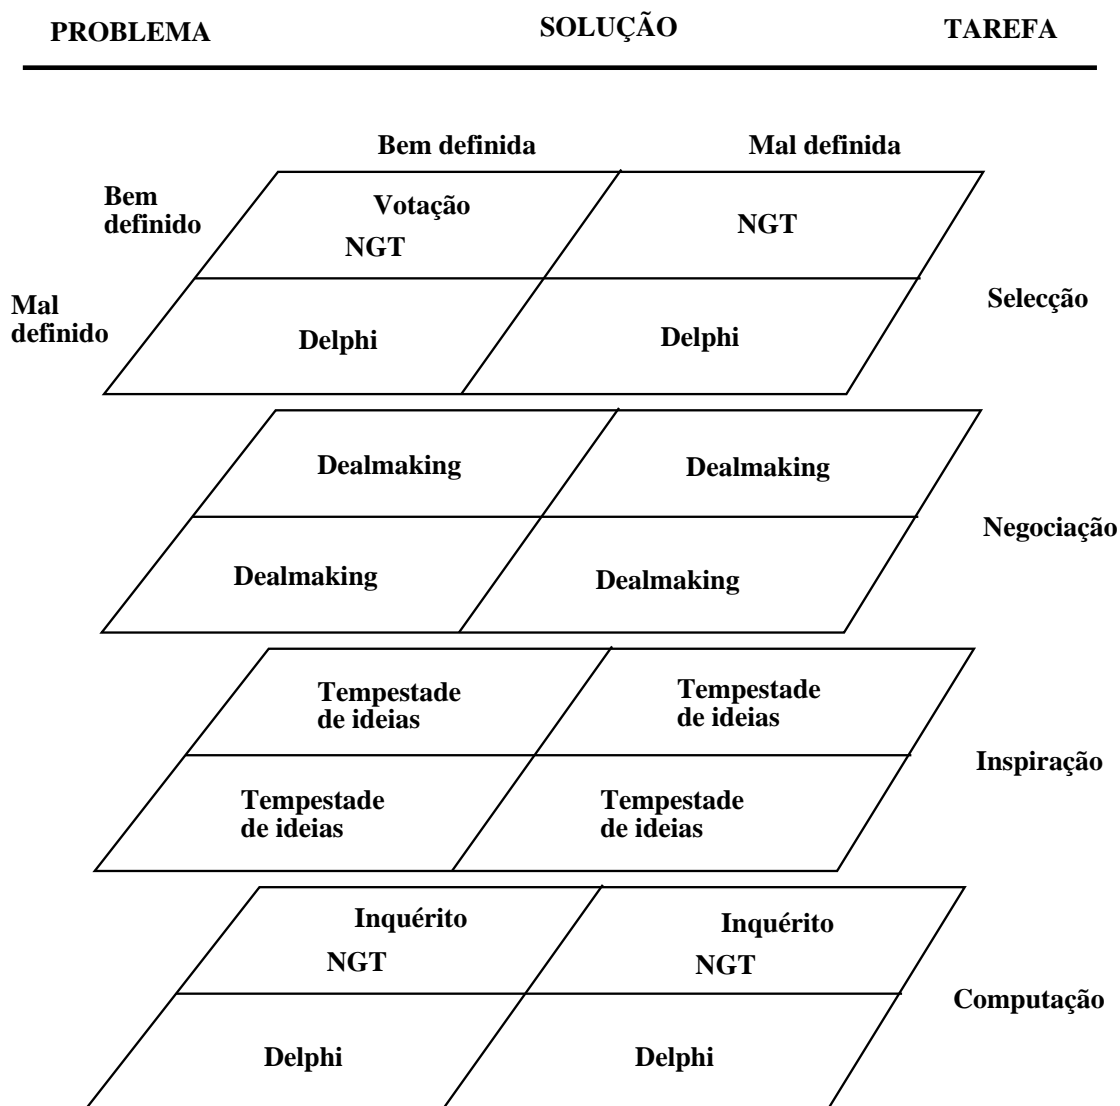 PROBLEMA SOLUÇÃO TAREFA
Bem definida Mal definida
Bem
definido
Votação
NGT
NGT
Mal
definido
Delphi Delphi
Selecção
Dealmaking Dealmaking
Dealmaking Dealmaking
Negociação
Tempestade
de ideias
Tempestade
de ideias
Tempestade
de ideias
Tempestade
de ideias
Inspiração
Inquérito
NGT
Inquérito
NGT
Delphi Delphi
Computação